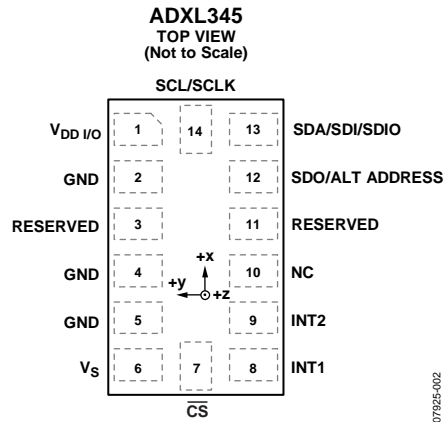 ADXL345
TOP VIEW
(Not to Scale)
SCL/SCLK
VDD I/O 1 14 13 SDA/SDI/SDIO
GND 2 12 SDO/ALT ADDRESS
RESERVED 3 11 RESERVED
+x
GND 4 +y +z 10 NC
GND 5 9 INT2
VS 6 7 8 INT1
CS
07925-002